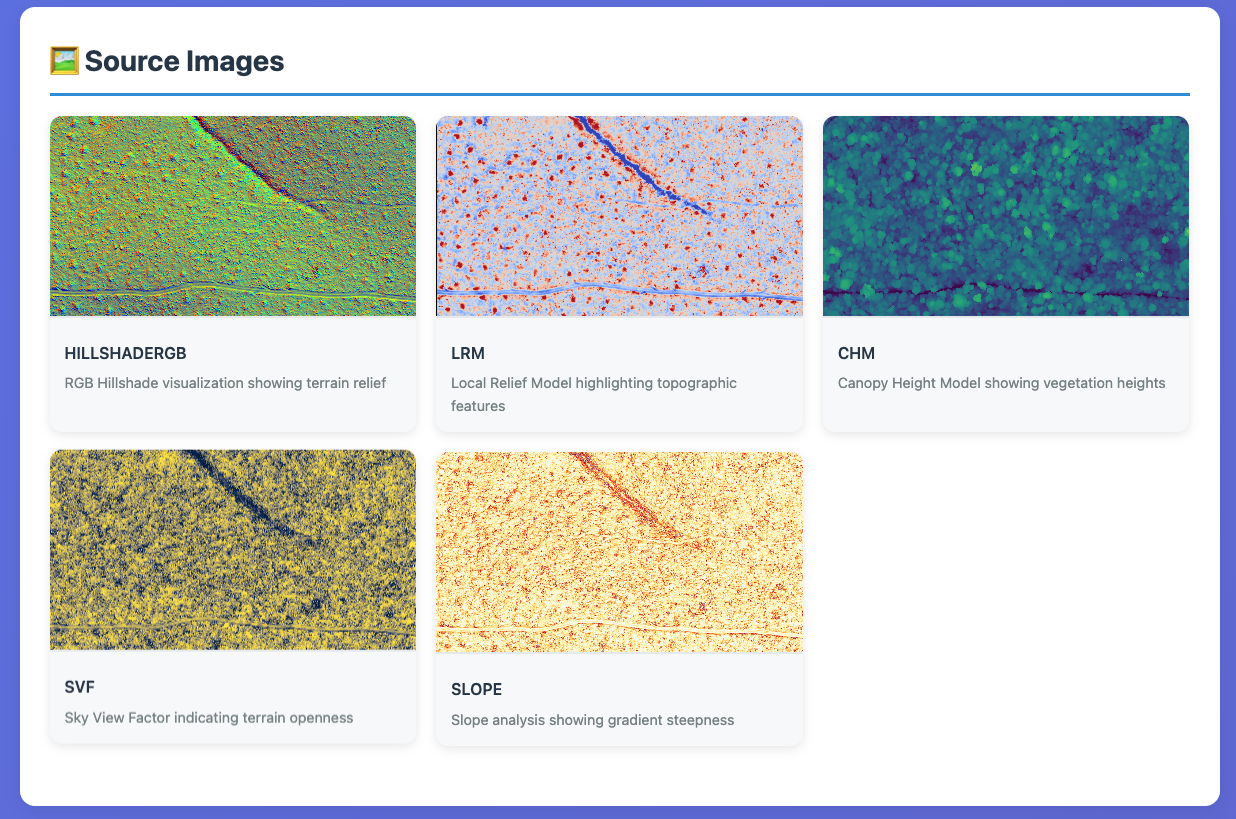 Source Images
HILLSHADERGB
RGB Hillshade visualization showing terrain relief
LRM
Local Relief Model highlighting topographic
features
CHM
Canopy Height Model showing vegetation heights
SVF
Sky View Factor indicating terrain openness
SLOPE
Slope analysis showing gradient steepness